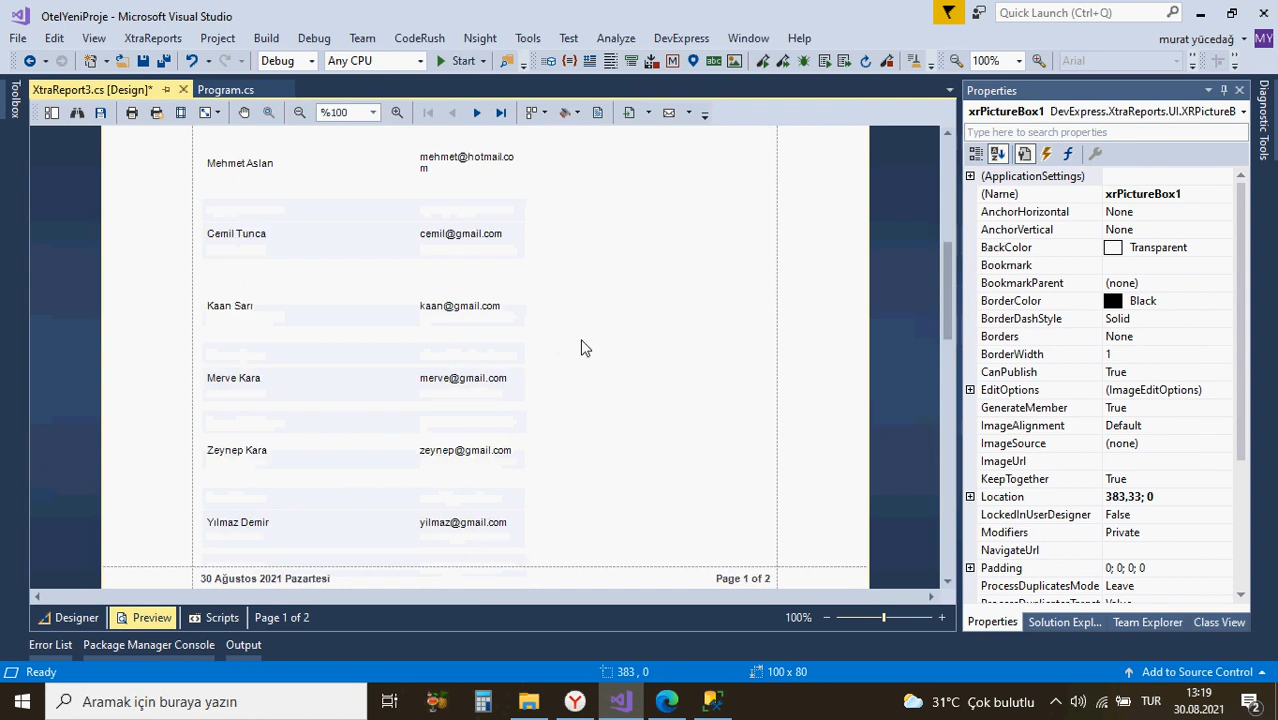 OtelYeniProje - Microsoft Visual Studio
Quick Launch (Ctrl+Q)
File Edit View XtraReports Project Build Debug Team CodeRush Nsight Tools Test Analyze DevExpress Window Help
murat yücedağ MY
Debug Any CPU Start 100% Arial
Toolbox
XtraReport3.cs [Design]* Program.cs
%100
Mehmet Aslan mehmet@hotmail.co
m
Cemil Tunca cemil@gmail.com
Kaan Sarı kaan@gmail.com
Merve Kara merve@gmail.com
Zeynep Kara zeynep@gmail.com
Yılmaz Demir yilmaz@gmail.com
30 Ağustos 2021 Pazartesi Page 1 of 2
Designer Preview Scripts Page 1 of 2 100%
Properties
xrPictureBox1 DevExpress.XtraReports.UI.XRPictureB
Type here to search properties
(ApplicationSettings)
(Name) xrPictureBox1
AnchorHorizontal None
AnchorVertical None
BackColor Transparent
Bookmark
BookmarkParent (none)
BorderColor Black
BorderDashStyle Solid
Borders None
BorderWidth 1
CanPublish True
EditOptions (ImageEditOptions)
GenerateMember True
ImageAlignment Default
ImageSource (none)
ImageUrl
KeepTogether True
Location 383,33; 0
LockedInUserDesigner False
Modifiers Private
NavigateUrl
Padding 0; 0; 0; 0
ProcessDuplicatesMode Leave
Properties Solution Expl... Team Explorer Class View
Diagnostic Tools
Error List Package Manager Console Output
Ready 383 , 0 100 x 80 Add to Source Control
Aramak için buraya yazın
31°C Çok bulutlu TUR 13:19
30.08.2021
2